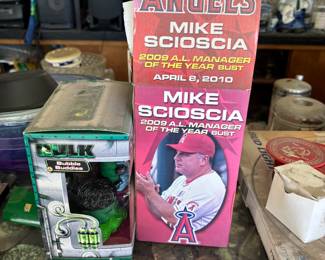 ANGELS
MIKE
SCIOSCIA
2009 A.L. MANAGER
OF THE YEAR BUST
APRIL 8, 2010
MIKE
SCIOSCIA
2009 A.L. MANAGER
OF THE YEAR BUST
A
HULK
Bubble
Buddies